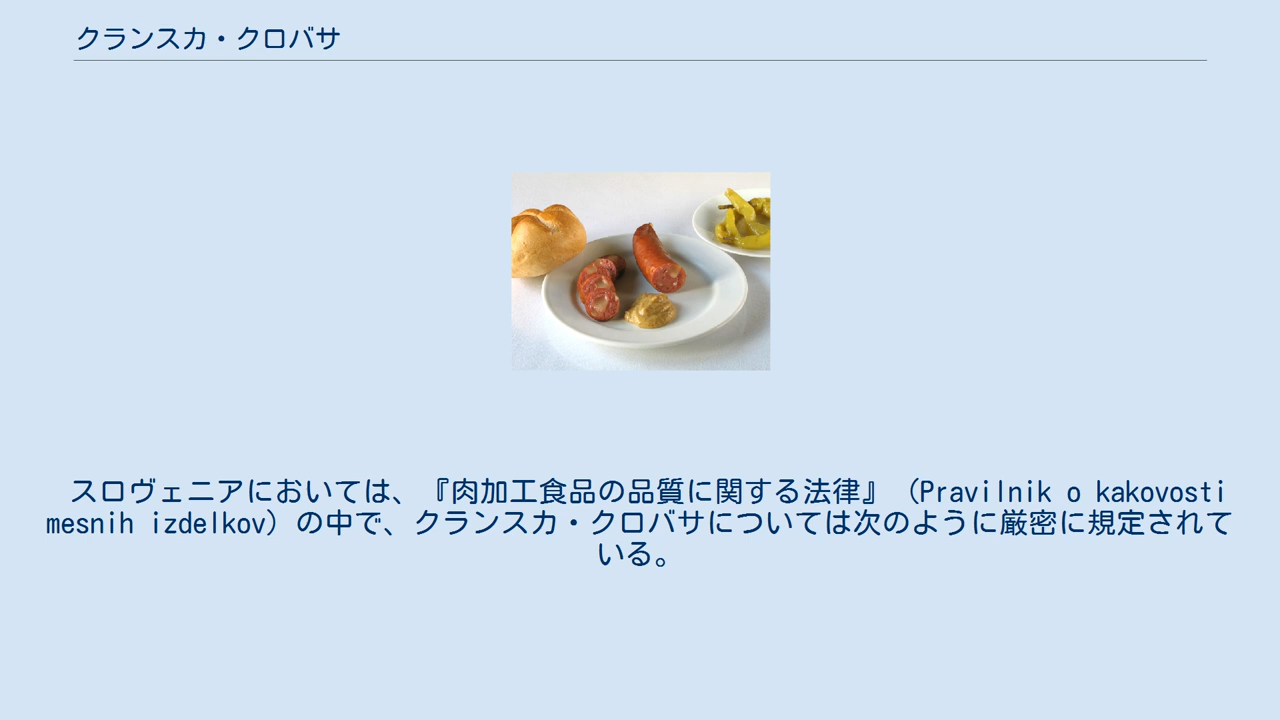 クランスカ・クロバサ
スロヴェニアにおいては、『肉加工食品の品質に関する法律』（Pravilnik o kakovosti
mesnih izdelkov）の中で、クランスカ・クロバサについては次のように厳密に規定されて
いる。